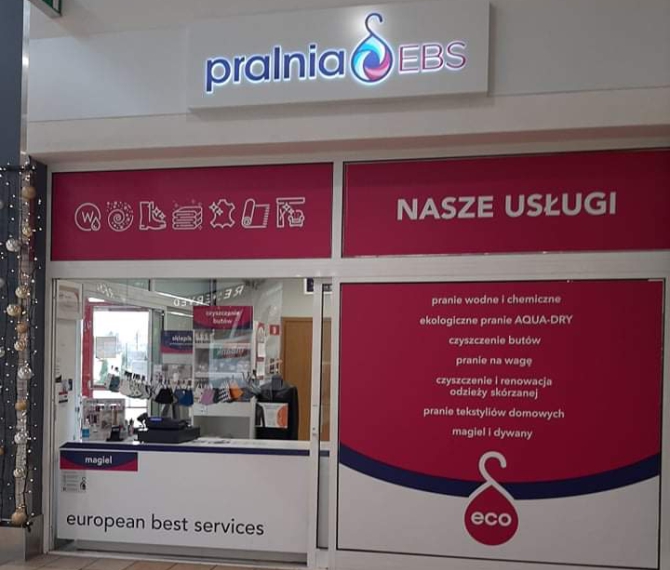 pralnia EBS
W
NASZE USŁUGI
pranie wodne i chemiczne
ekologiczne pranie AQUA-DRY
czyszczenie butów
pranie na wagę
czyszczenie i renowacja
odzieży skórzanej
pranie tekstyliów domowych
magiel i dywany
eco
RESERVED
czyszczenie
butów
magiel
european best services